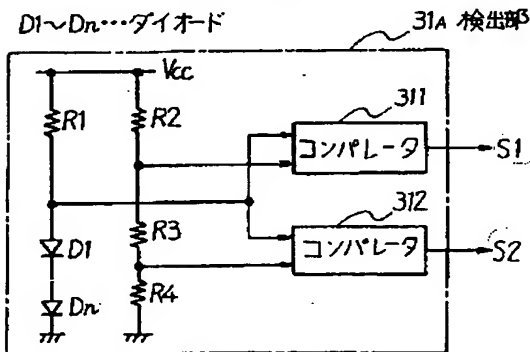 D1~Dn…ダイオード
31A 検出部
Vcc
R1
R2
311
コンパレータ
S1
312
コンパレータ
S2
R3
D1
R4
Dn